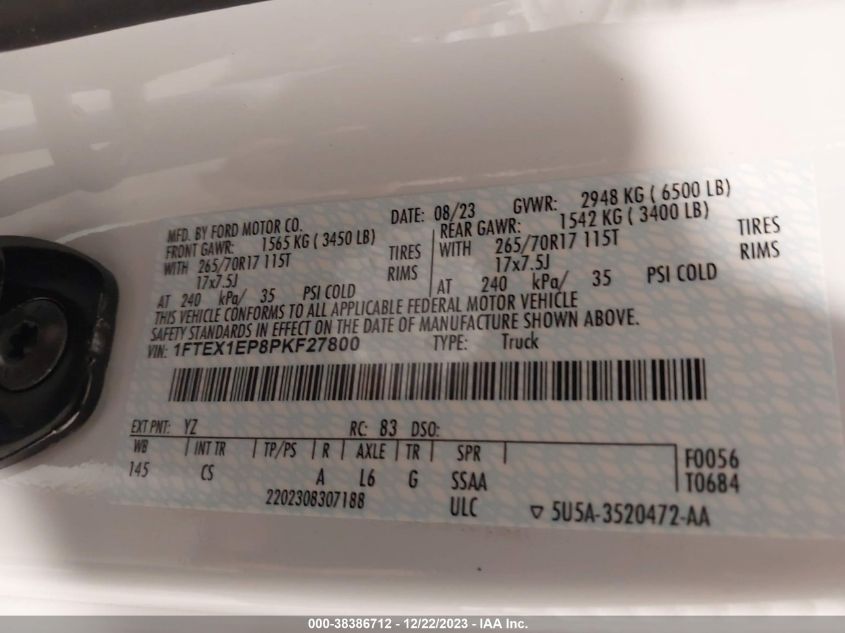 MFD. BY FORD MOTOR CO. DATE: 08/23 GVWR: 2948 KG ( 6500 LB)
FRONT GAWR: 1565 KG ( 3450 LB) REAR GAWR: 1542 KG ( 3400 LB)
WITH 265/70R17 115T TIRES WITH 265/70R17 115T TIRES
17x7.5J RIMS 17x7.5J RIMS
AT 240 kPa/ 35 PSI COLD AT 240 kPa/ 35 PSI COLD
THIS VEHICLE CONFORMS TO ALL APPLICABLE FEDERAL MOTOR VEHICLE
SAFETY STANDARDS IN EFFECT ON THE DATE OF MANUFACTURE SHOWN ABOVE.
VIN: 1FTEX1EP8PKF27800 TYPE: Truck
EXT PNT: YZ RC: 83 DSO:
WB INT TR TP/PS R AXLE TR SPR F0056
145 CS A L6 G SSAA T0684
2202308307188 ULC ▽ 5U5A-3520472-AA
000-38386712 - 12/22/2023 - IAA Inc.